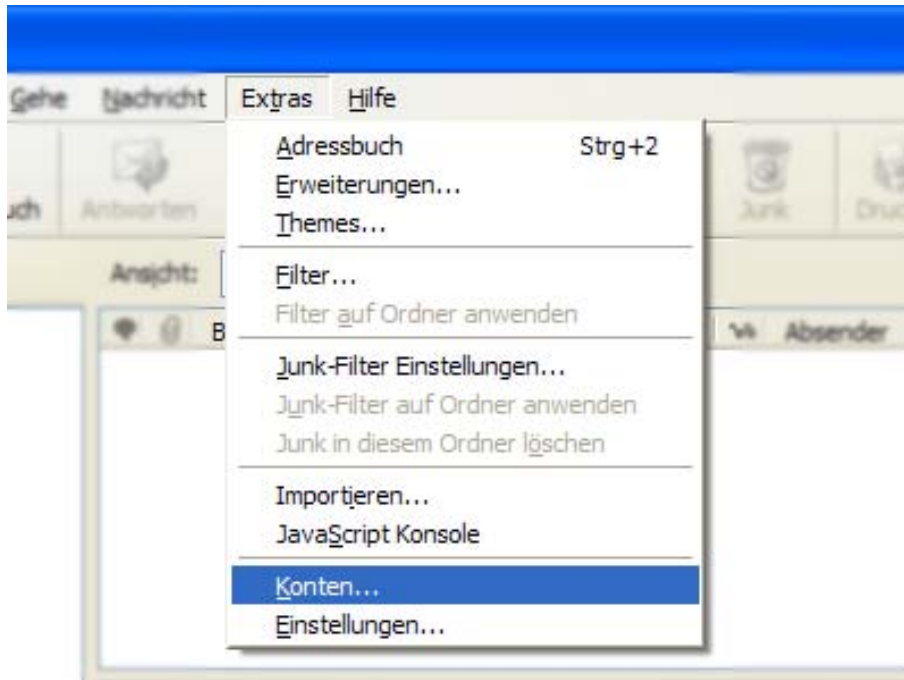 Gehe Nachricht Extras Hilfe
Adressbuch Strg+2
Erweiterungen...
Themes...
Antworten Junk
Ansicht:
Filter...
Filter auf Ordner anwenden
B Absender
Junk-Filter Einstellungen...
Junk-Filter auf Ordner anwenden
Junk in diesem Ordner löschen
Importieren...
JavaScript Konsole
Konten...
Einstellungen...